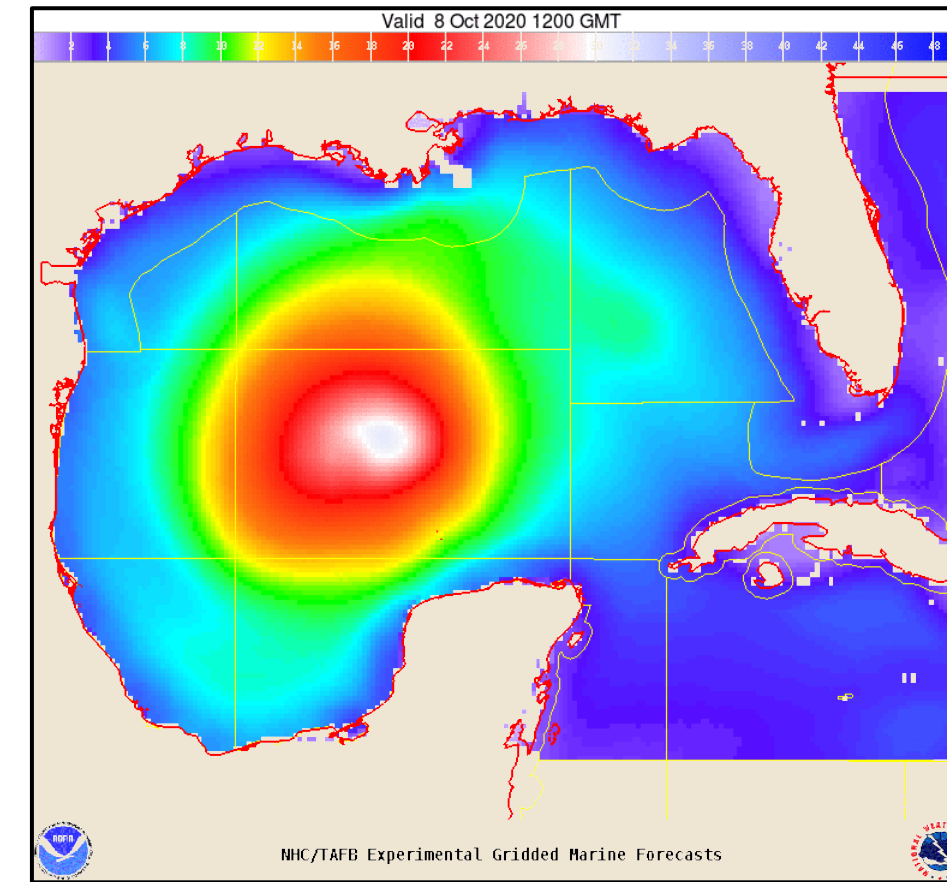 Valid 8 Oct 2020 1200 GMT
2 4 6 8 10 12 14 16 18 20 22 24 26 28 30 32 34 36 38 40 42 44 46 48
NHC/TAFB Experimental Gridded Marine Forecasts
NOAA